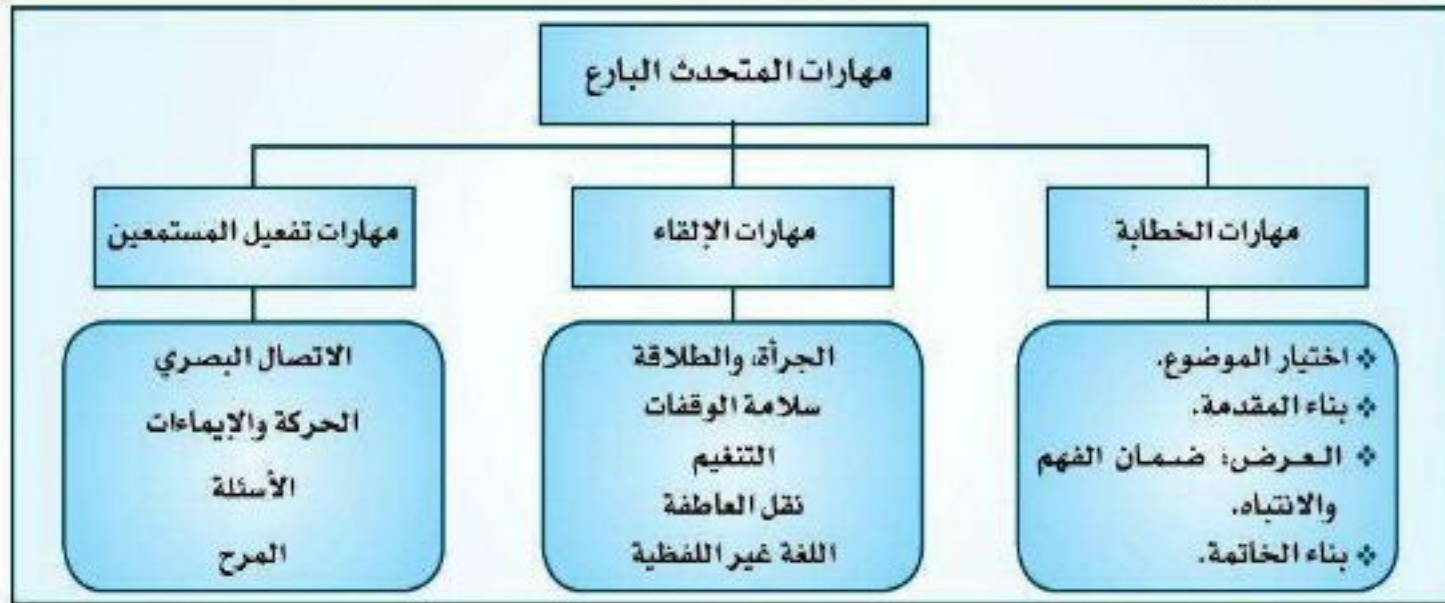 مهارات المتحدث البارع
مهارات الخطابة
❖ اختيار الموضوع.
❖ بناء المقدمة.
❖ العرض؛ ضمان الفهم
والانتباه.
❖ بناء الخاتمة.
مهارات الإلقاء
الجرأة، والطلاقة
سلامة الوقفات
التنغيم
نقل العاطفة
اللغة غير اللفظية
مهارات تفعيل المستمعين
الاتصال البصري
الحركة والإيماءات
الأسئلة
المرح